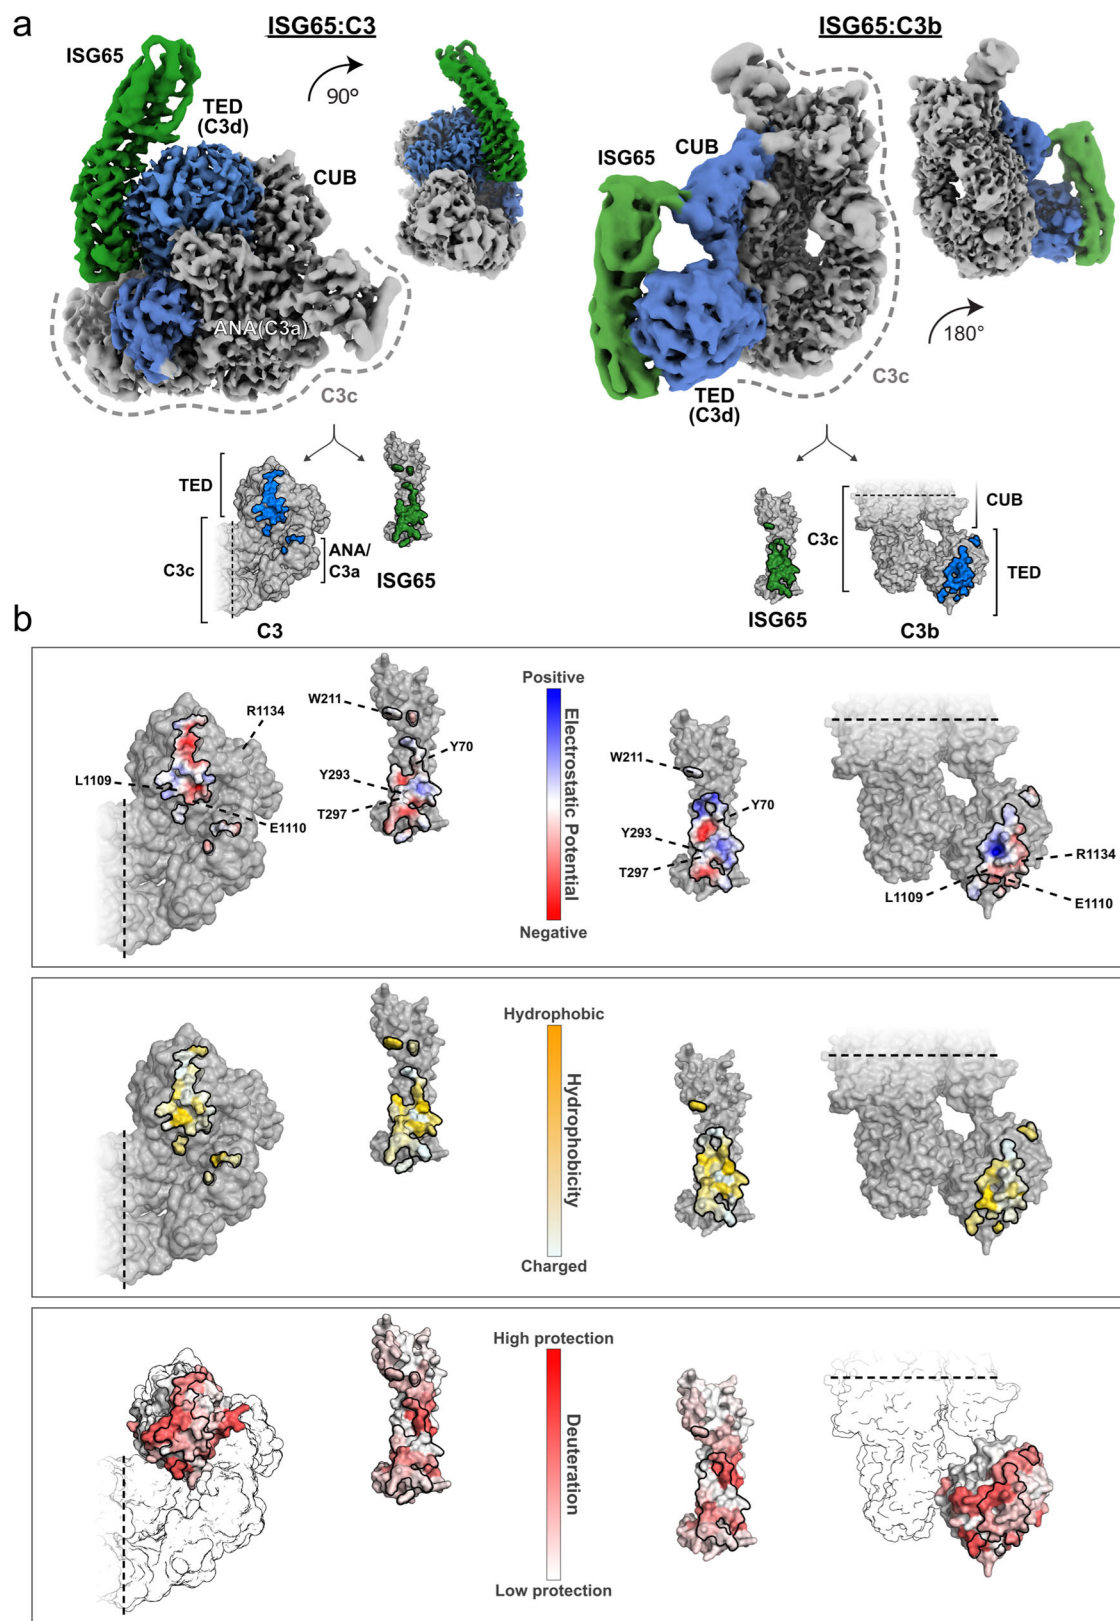 a
ISG65:C3
ISG65
90°
TED
(C3d)
CUB
ANA(C3a)
C3c
TED
C3c
ANA/
C3a
C3
ISG65
ISG65:C3b
CUB
ISG65
180°
C3c
TED
(C3d)
C3c
CUB
TED
ISG65
C3b
b
Positive
Electrostatic Potential
Negative
R1134
L1109
E1110
W211
Y70
Y293
T297
W211
Y70
Y293
T297
R1134
L1109
E1110
Hydrophobic
Hydrophobicity
Charged
High protection
Deuteration
Low protection